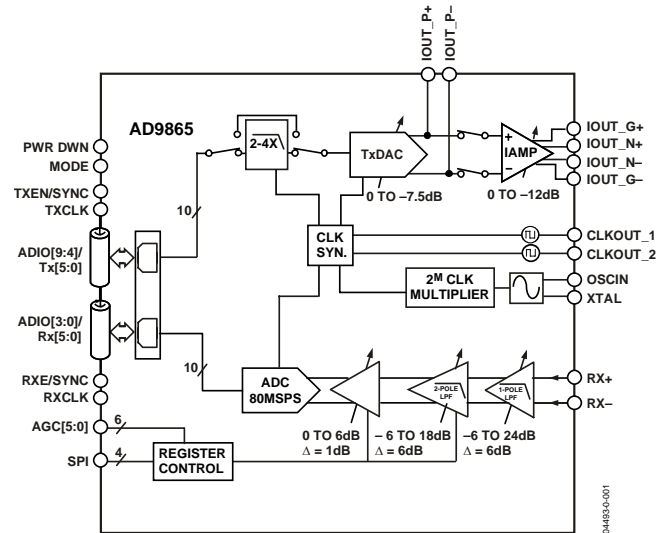 IOUT_P+
IOUT_P–
AD9865
PWR DWN
MODE
TXEN/SYNC
TXCLK
ADIO[9:4]/
Tx[5:0]
ADIO[3:0]/
Rx[5:0]
RXE/SYNC
RXCLK
AGC[5:0]
SPI
10
10
6
4
2-4X
TxDAC
0 TO –7.5dB
+
–
IAMP
0 TO –12dB
IOUT_G+
IOUT_N+
IOUT_N–
IOUT_G–
CLK
SYN.
CLKOUT_1
CLKOUT_2
2M CLK
MULTIPLIER
OSCIN
XTAL
ADC
80MSPS
2-POLE
LPF
1-POLE
LPF
RX+
RX–
0 TO 6dB
Δ = 1dB
– 6 TO 18dB
Δ = 6dB
–6 TO 24dB
Δ = 6dB
REGISTER
CONTROL
04493-0-001